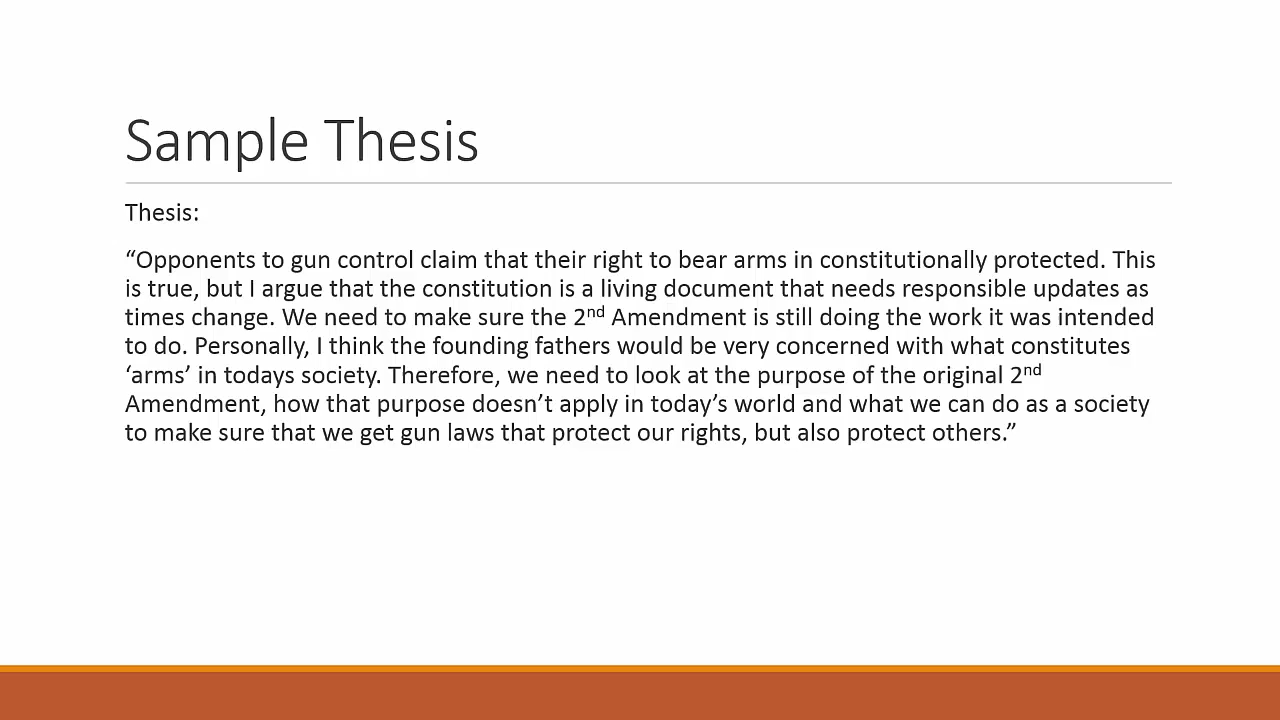 Sample Thesis
Thesis:
“Opponents to gun control claim that their right to bear arms in constitutionally protected. This
is true, but I argue that the constitution is a living document that needs responsible updates as
times change. We need to make sure the 2nd Amendment is still doing the work it was intended
to do. Personally, I think the founding fathers would be very concerned with what constitutes
‘arms’ in todays society. Therefore, we need to look at the purpose of the original 2nd
Amendment, how that purpose doesn’t apply in today’s world and what we can do as a society
to make sure that we get gun laws that protect our rights, but also protect others.”